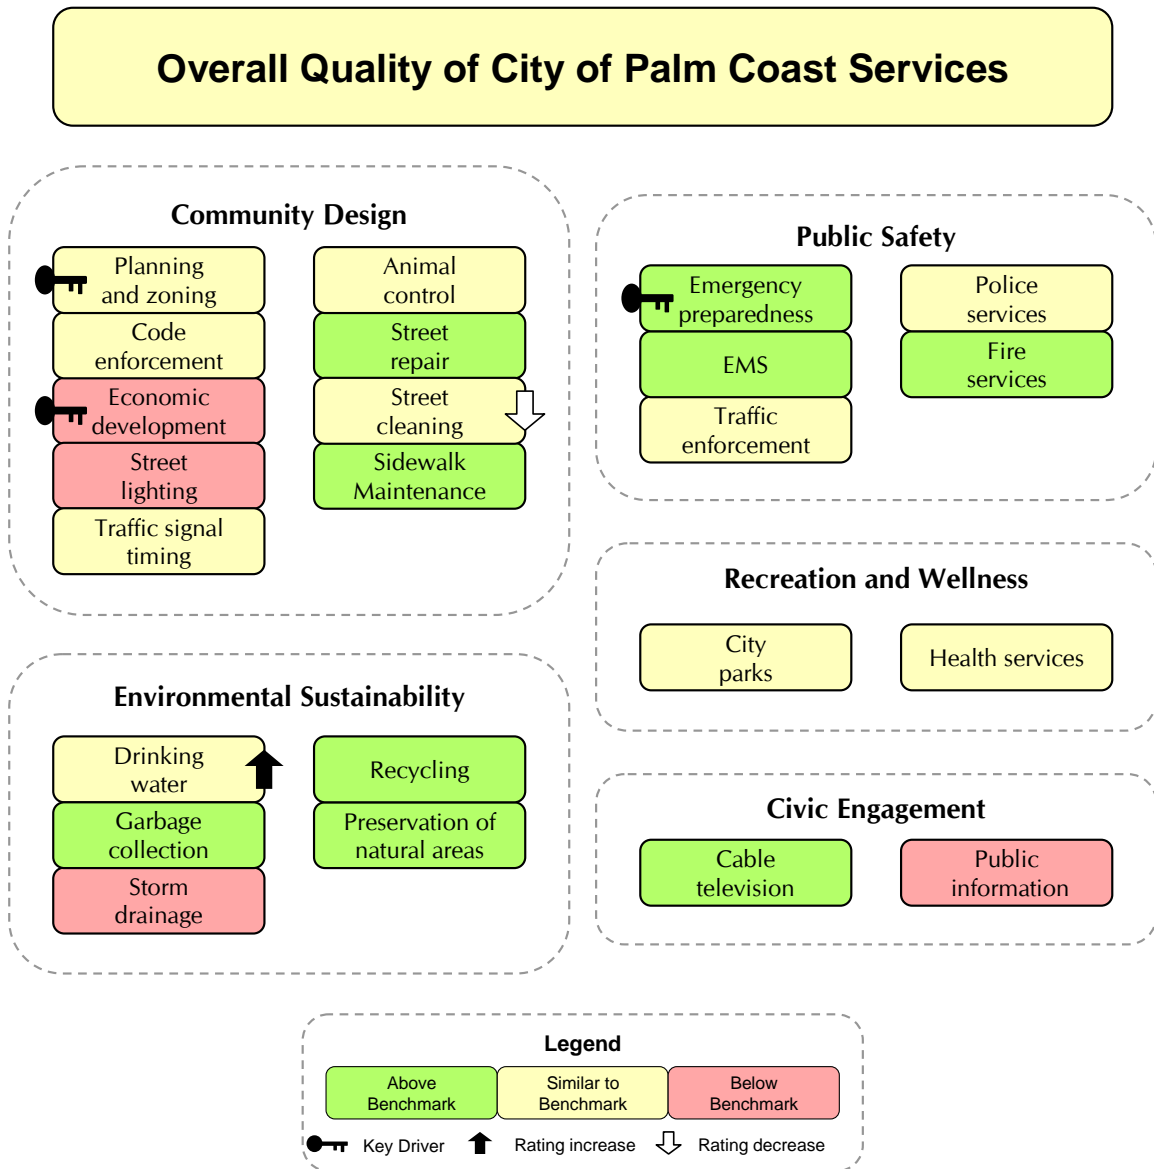 Overall Quality of City of Palm Coast Services
Community Design
Planning
and zoning
Code
enforcement
Economic
development
Street
lighting
Traffic signal
timing
Animal
control
Street
repair
Street
cleaning
Sidewalk
Maintenance
Public Safety
Emergency
preparedness
EMS
Traffic
enforcement
Police
services
Fire
services
Recreation and Wellness
City
parks
Health services
Environmental Sustainability
Drinking
water
Garbage
collection
Storm
drainage
Recycling
Preservation of
natural areas
Civic Engagement
Cable
television
Public
information
Legend
Above
Benchmark
Similar to
Benchmark
Below
Benchmark
Key Driver
Rating increase
Rating decrease